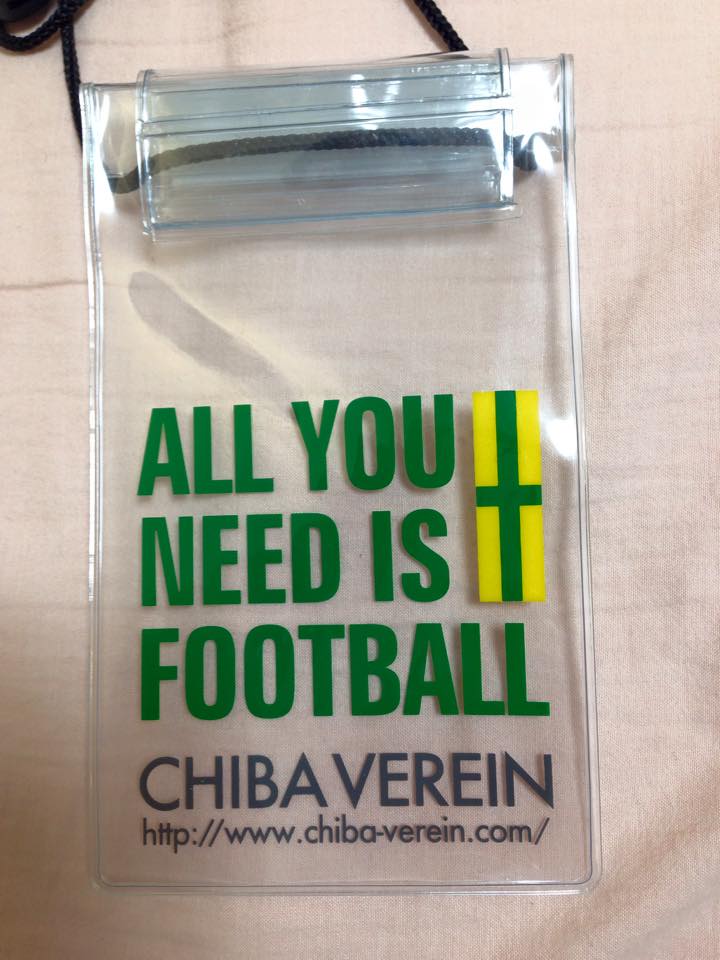 ALL YOU
NEED IS
FOOTBALL
CHIBA VEREIN
http://www.chiba-verein.com/